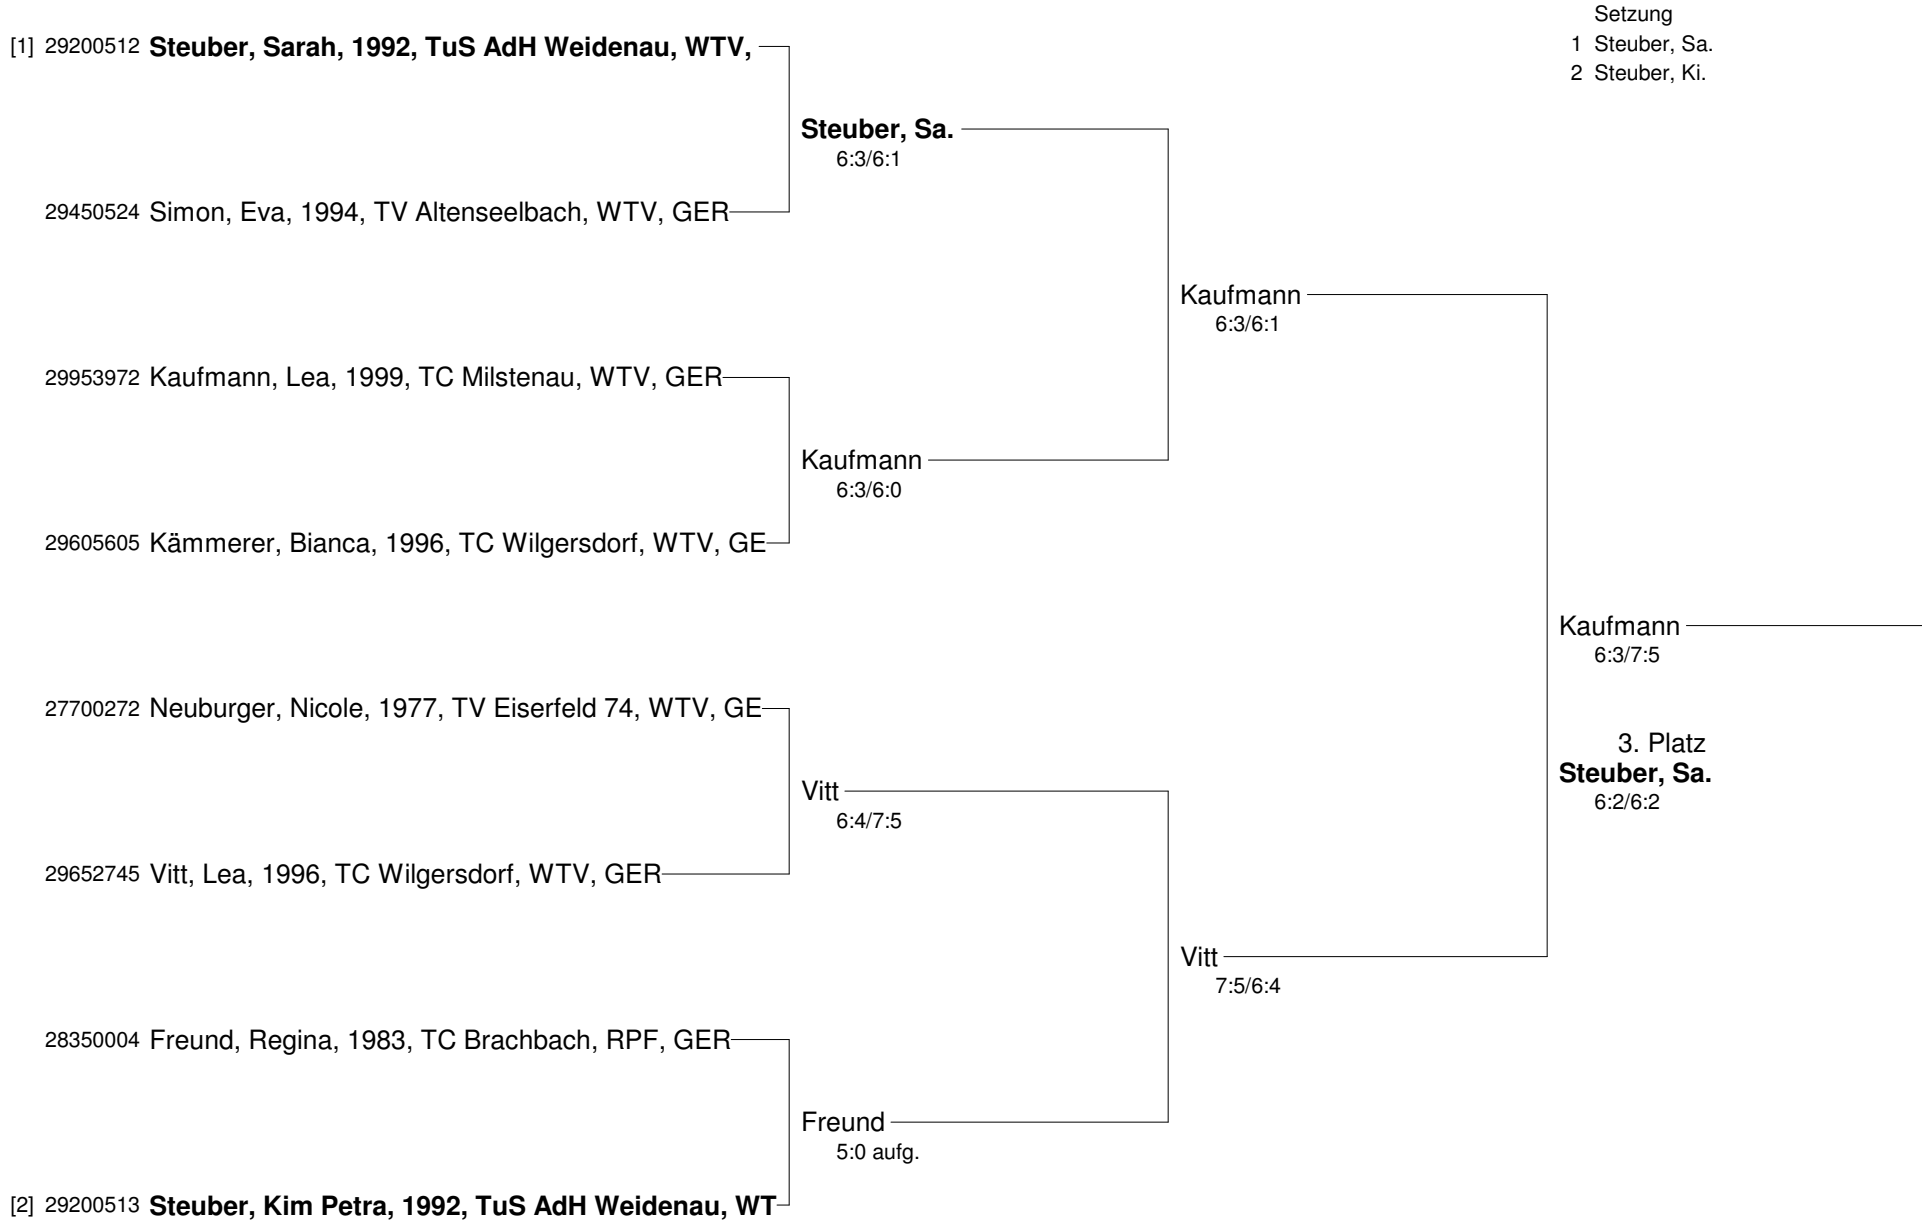 Setzung
1 Steuber, Sa.
2 Steuber, Ki.
[1] 29200512 Steuber, Sarah, 1992, TuS AdH Weidenau, WTV,
Steuber, Sa.
6:3/6:1
29450524 Simon, Eva, 1994, TV Altenseelbach, WTV, GER
Kaufmann
6:3/6:1
29953972 Kaufmann, Lea, 1999, TC Milstenau, WTV, GER
Kaufmann
6:3/6:0
29605605 Kämmerer, Bianca, 1996, TC Wilgersdorf, WTV, GE
Kaufmann
6:3/7:5
27700272 Neuburger, Nicole, 1977, TV Eiserfeld 74, WTV, GE
3. Platz
Steuber, Sa.
6:2/6:2
Vitt
6:4/7:5
29652745 Vitt, Lea, 1996, TC Wilgersdorf, WTV, GER
Vitt
7:5/6:4
28350004 Freund, Regina, 1983, TC Brachbach, RPF, GER
Freund
5:0 aufg.
[2] 29200513 Steuber, Kim Petra, 1992, TuS AdH Weidenau, WT